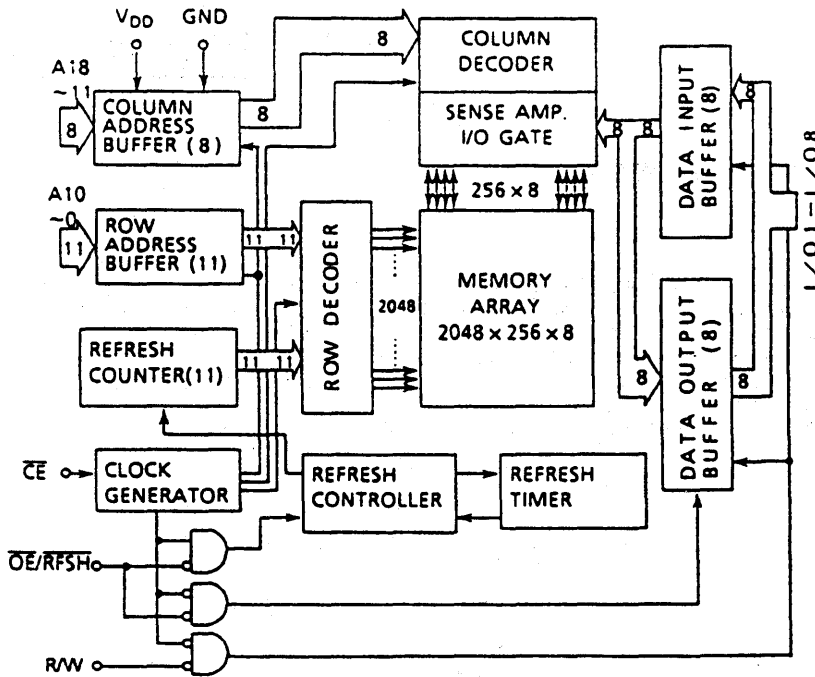 VDD GND
A18
~11
8
COLUMN
ADDRESS
BUFFER (8)
8
8
COLUMN
DECODER
SENSE AMP.
I/O GATE
8
8
DATA INPUT
BUFFER (8)
8
I/O1-I/O8
A10
~0
11
ROW
ADDRESS
BUFFER (11)
11
11
ROW DECODER
2048
256 x 8
MEMORY
ARRAY
2048 x 256 x 8
REFRESH
COUNTER(11)
11
11
8
DATA OUTPUT
BUFFER (8)
8
CE
CLOCK
GENERATOR
REFRESH
CONTROLLER
REFRESH
TIMER
OE/RFSH
R/W